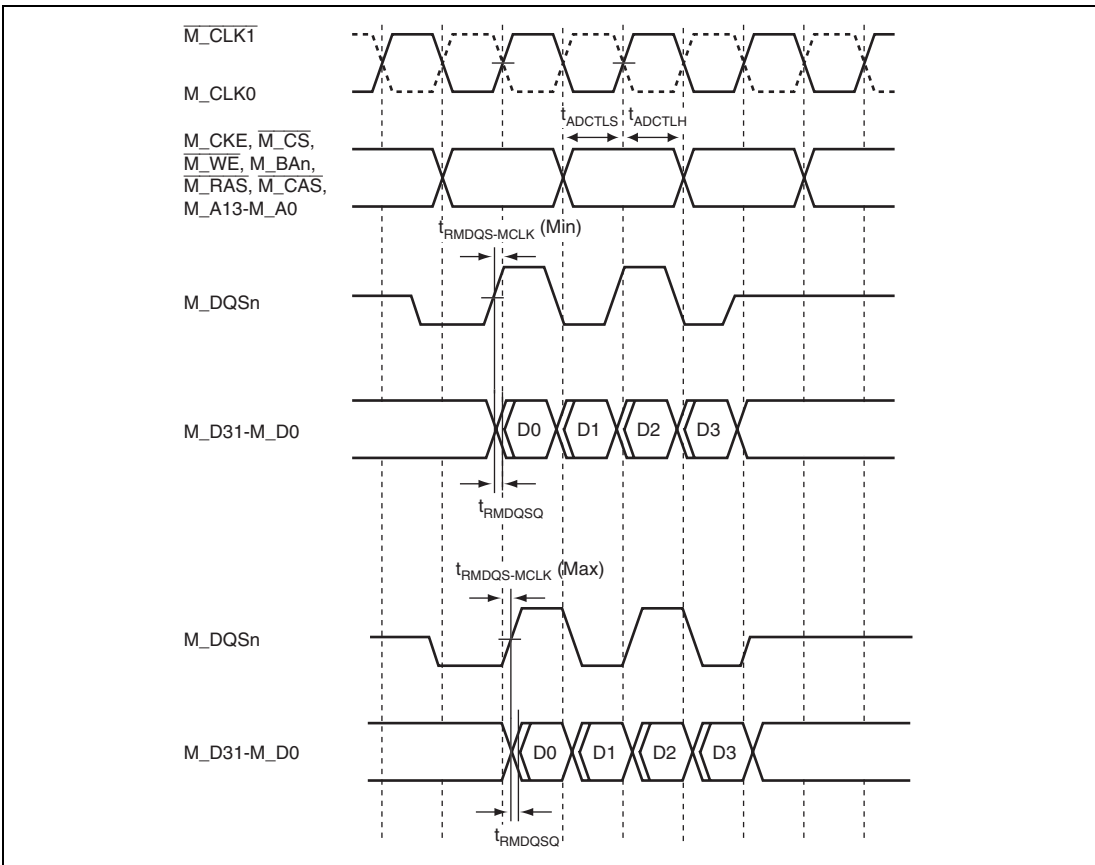 M_CLK1
M_CLK0
tADCTLS
tADCTLH
M_CKE, M_CS,
M_WE, M_BAn,
M_RAS, M_CAS,
M_A13-M_A0
tRMDQS-MCLK (Min)
M_DQSn
M_D31-M_D0
D0
D1
D2
D3
tRMDQSQ
tRMDQS-MCLK (Max)
M_DQSn
M_D31-M_D0
D0
D1
D2
D3
tRMDQSQ